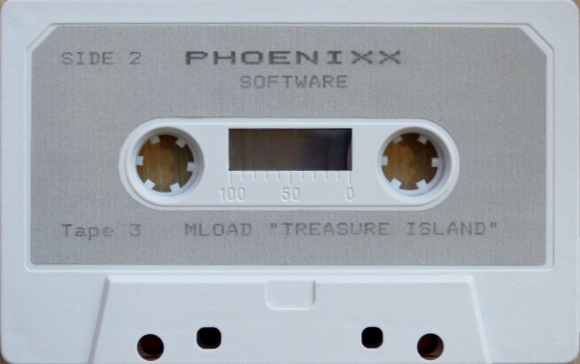 SIDE 2 PHOENIXX
SOFTWARE
100 50 0
Tape 3 MLOAD "TREASURE ISLAND"